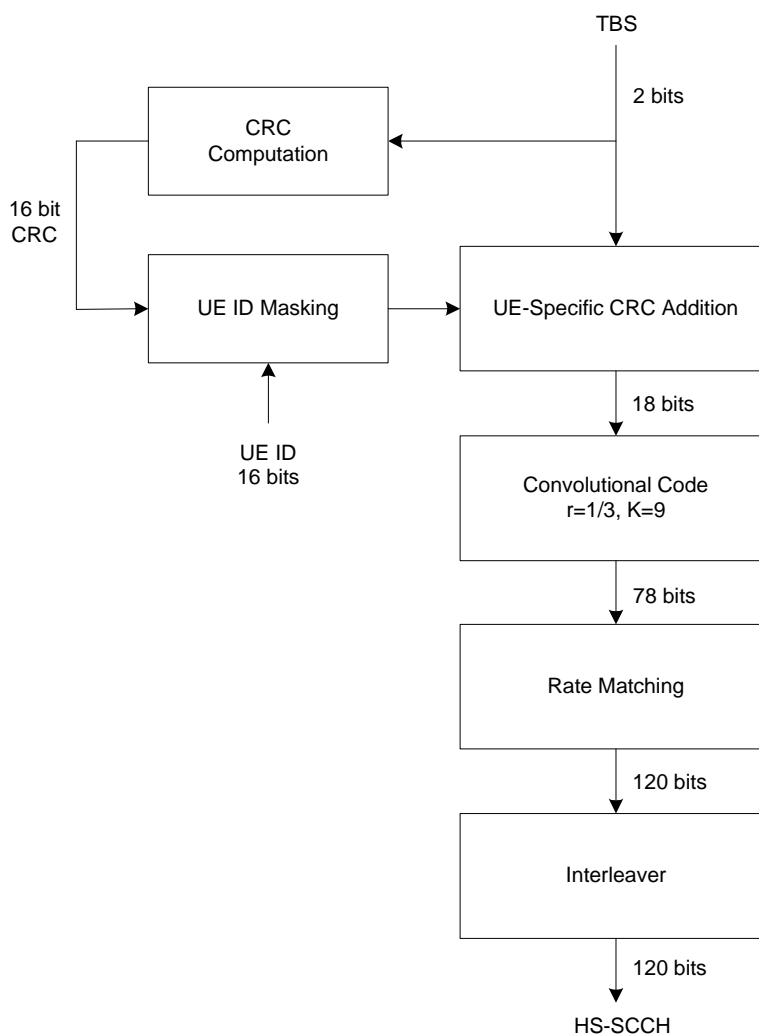 TBS
2 bits
CRC
Computation
16 bit
CRC
UE ID Masking
UE-Specific CRC Addition
18 bits
UE ID
16 bits
Convolutional Code
r=1/3, K=9
78 bits
Rate Matching
120 bits
Interleaver
120 bits
HS-SCCH